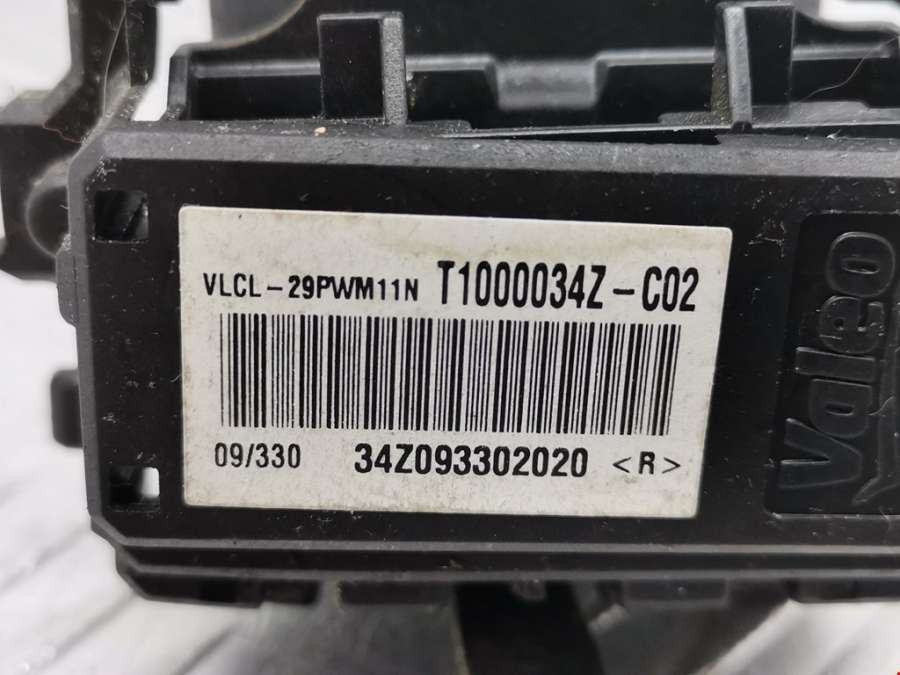 VLCL-29PWM11N T1000034Z-C02
09/330 34Z093302020 <R>
Valeo